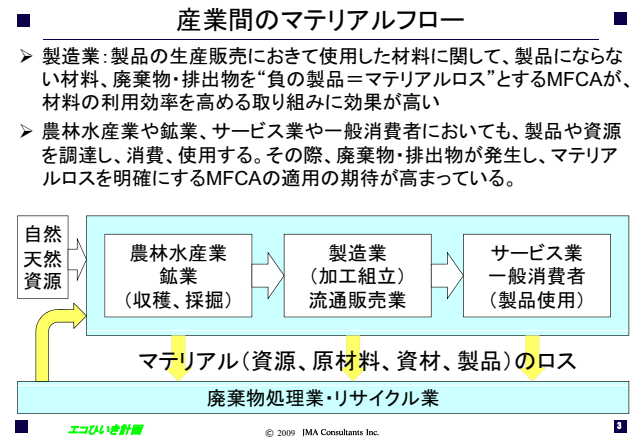 産業間のマテリアルフロー
➢ 製造業：製品の生産販売におきて使用した材料に関して、製品にならな
い材料、廃棄物・排出物を“負の製品＝マテリアルロス”とするMFCAが、
材料の利用効率を高める取り組みに効果が高い
➢ 農林水産業や鉱業、サービス業や一般消費者においても、製品や資源
を調達し、消費、使用する。その際、廃棄物・排出物が発生し、マテリア
ルロスを明確にするMFCAの適用の期待が高まっている。
自然
天然
資源
農林水産業
鉱業
（収穫、採掘）
製造業
（加工組立）
流通販売業
サービス業
一般消費者
（製品使用）
マテリアル（資源、原材料、資材、製品）のロス
廃棄物処理業・リサイクル業
エコひいき計画
© 2009 JMA Consultants Inc.
3